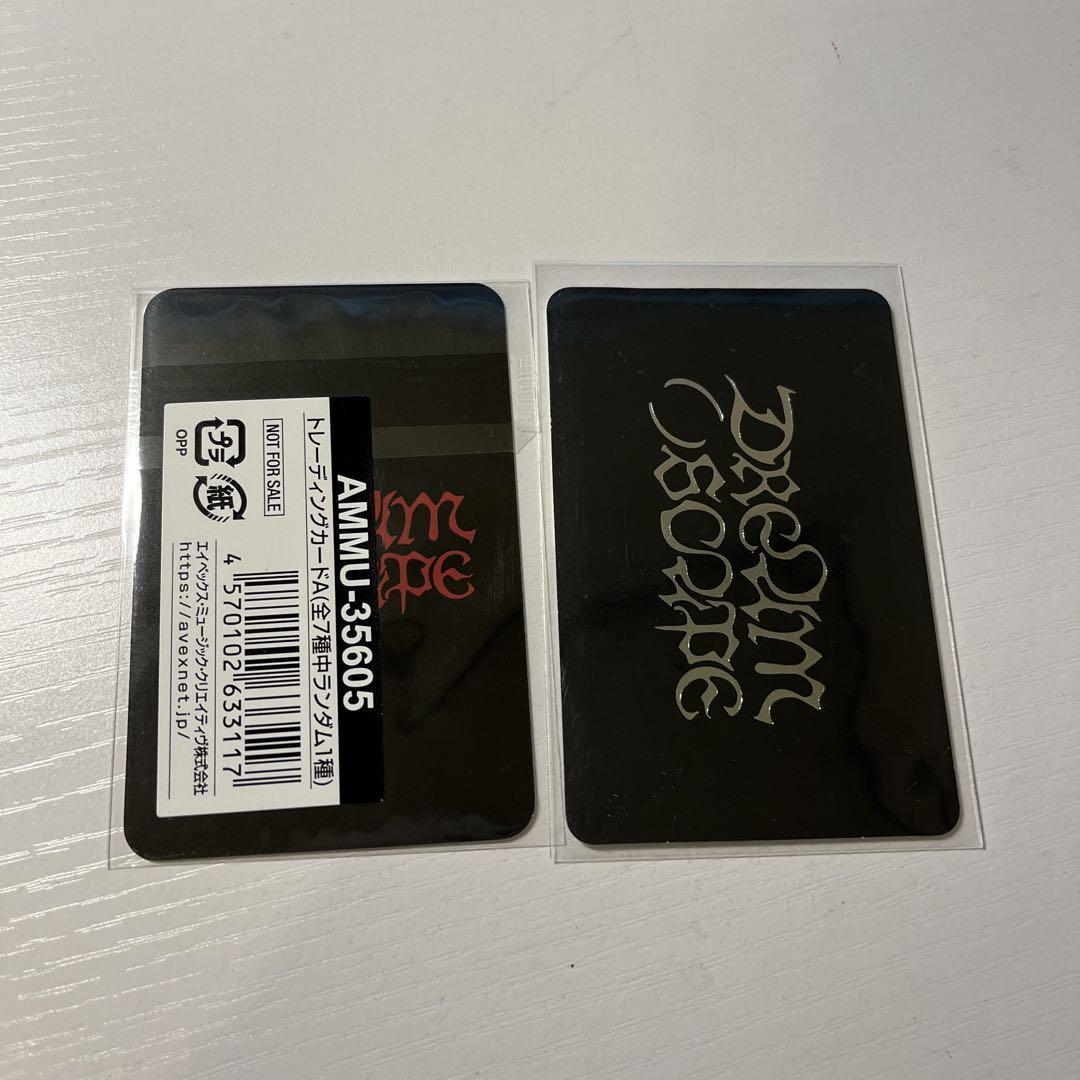 AMMU-35605
トレーディングカードA(全7種中ランダム1種)
NOT FOR SALE
プラ
OPP
紙
4 570102 633117
エイベックス・ミュージック・クリエイティヴ株式会社
https://avexnet.jp/
DREAM
ESCAPE